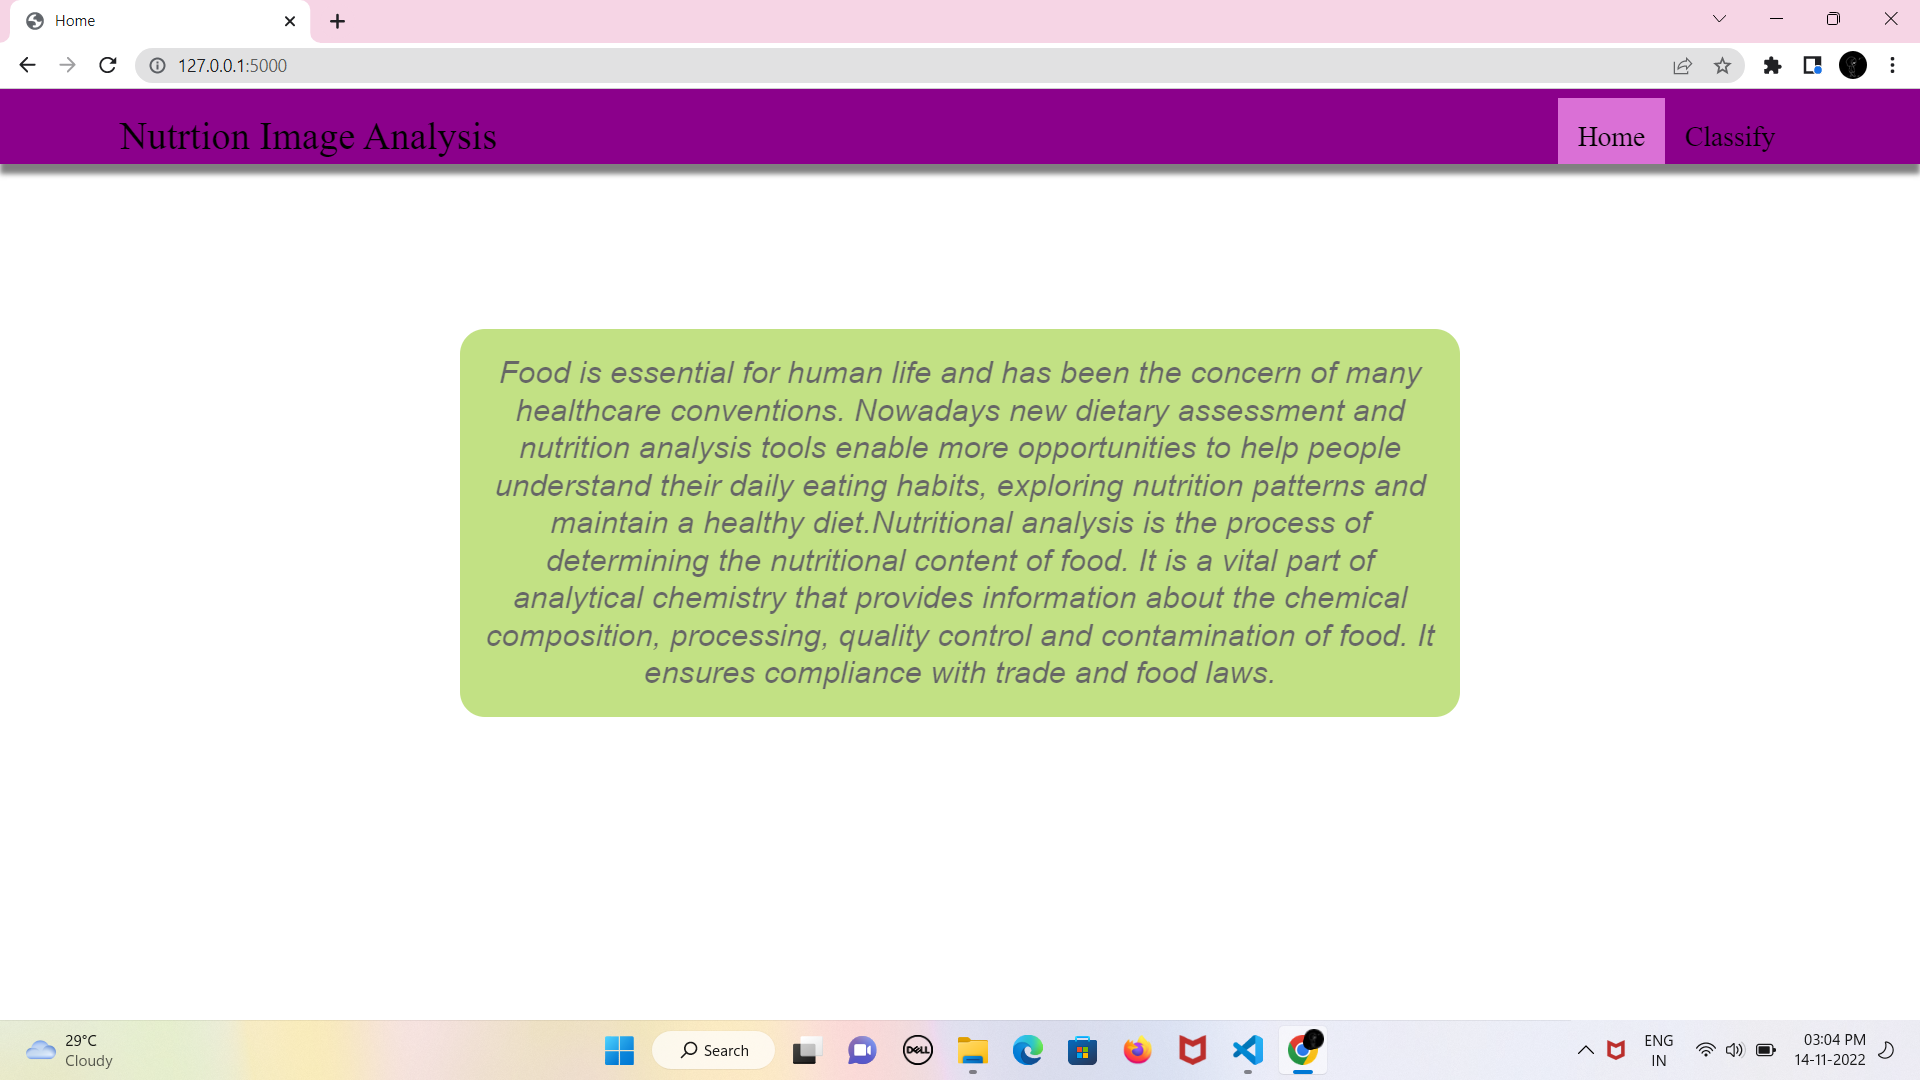 Home
127.0.0.1:5000
Nutrtion Image Analysis
Home
Classify
Food is essential for human life and has been the concern of many
healthcare conventions. Nowadays new dietary assessment and
nutrition analysis tools enable more opportunities to help people
understand their daily eating habits, exploring nutrition patterns and
maintain a healthy diet.Nutritional analysis is the process of
determining the nutritional content of food. It is a vital part of
analytical chemistry that provides information about the chemical
composition, processing, quality control and contamination of food. It
ensures compliance with trade and food laws.
29°C
Cloudy
Search
DELL
ENG
IN
03:04 PM
14-11-2022